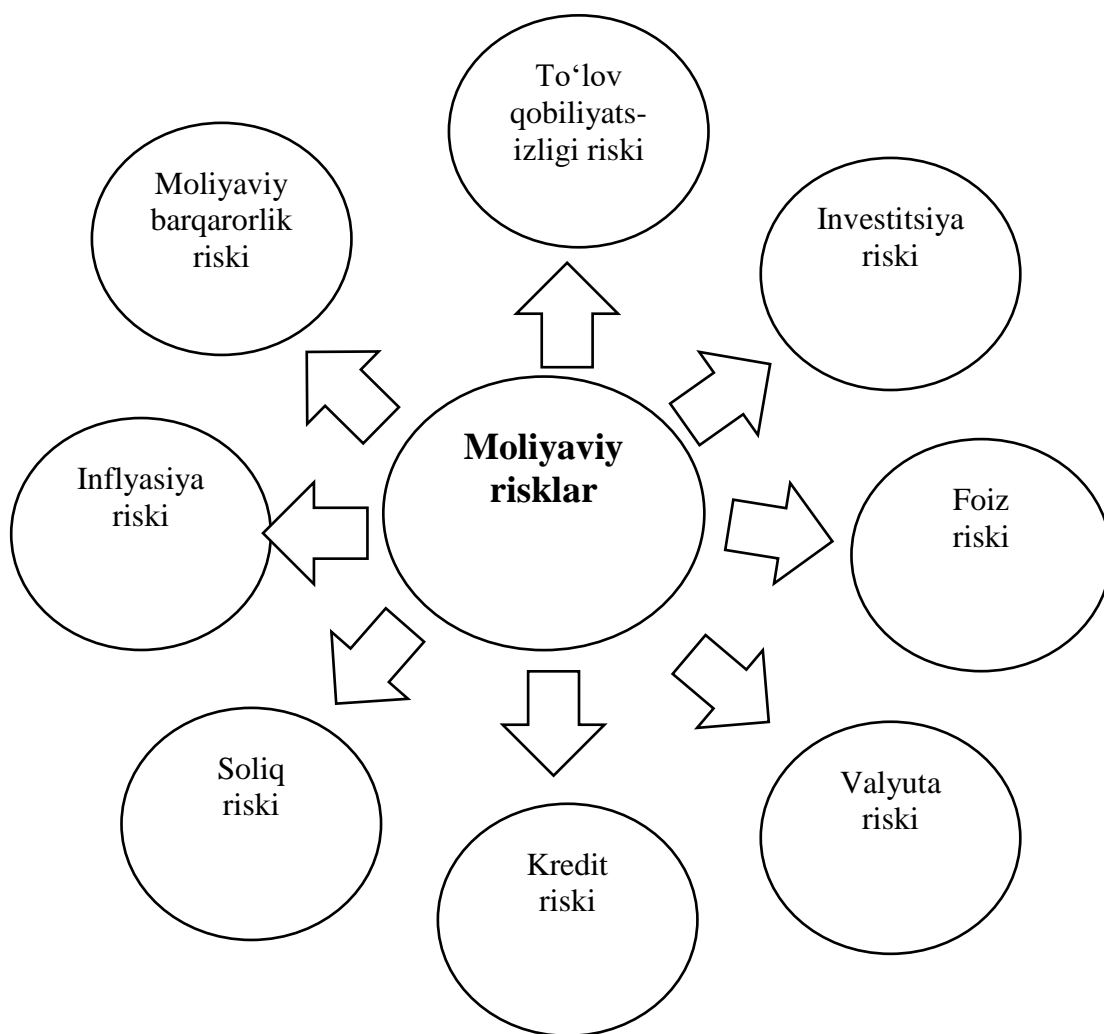 To‘lov
qobiliyats-
izligi riski
Moliyaviy
barqarorlik
riski
Investitsiya
riski
Moliyaviy
risklar
Inflyasiya
riski
Foiz
riski
Soliq
riski
Valyuta
riski
Kredit
riski